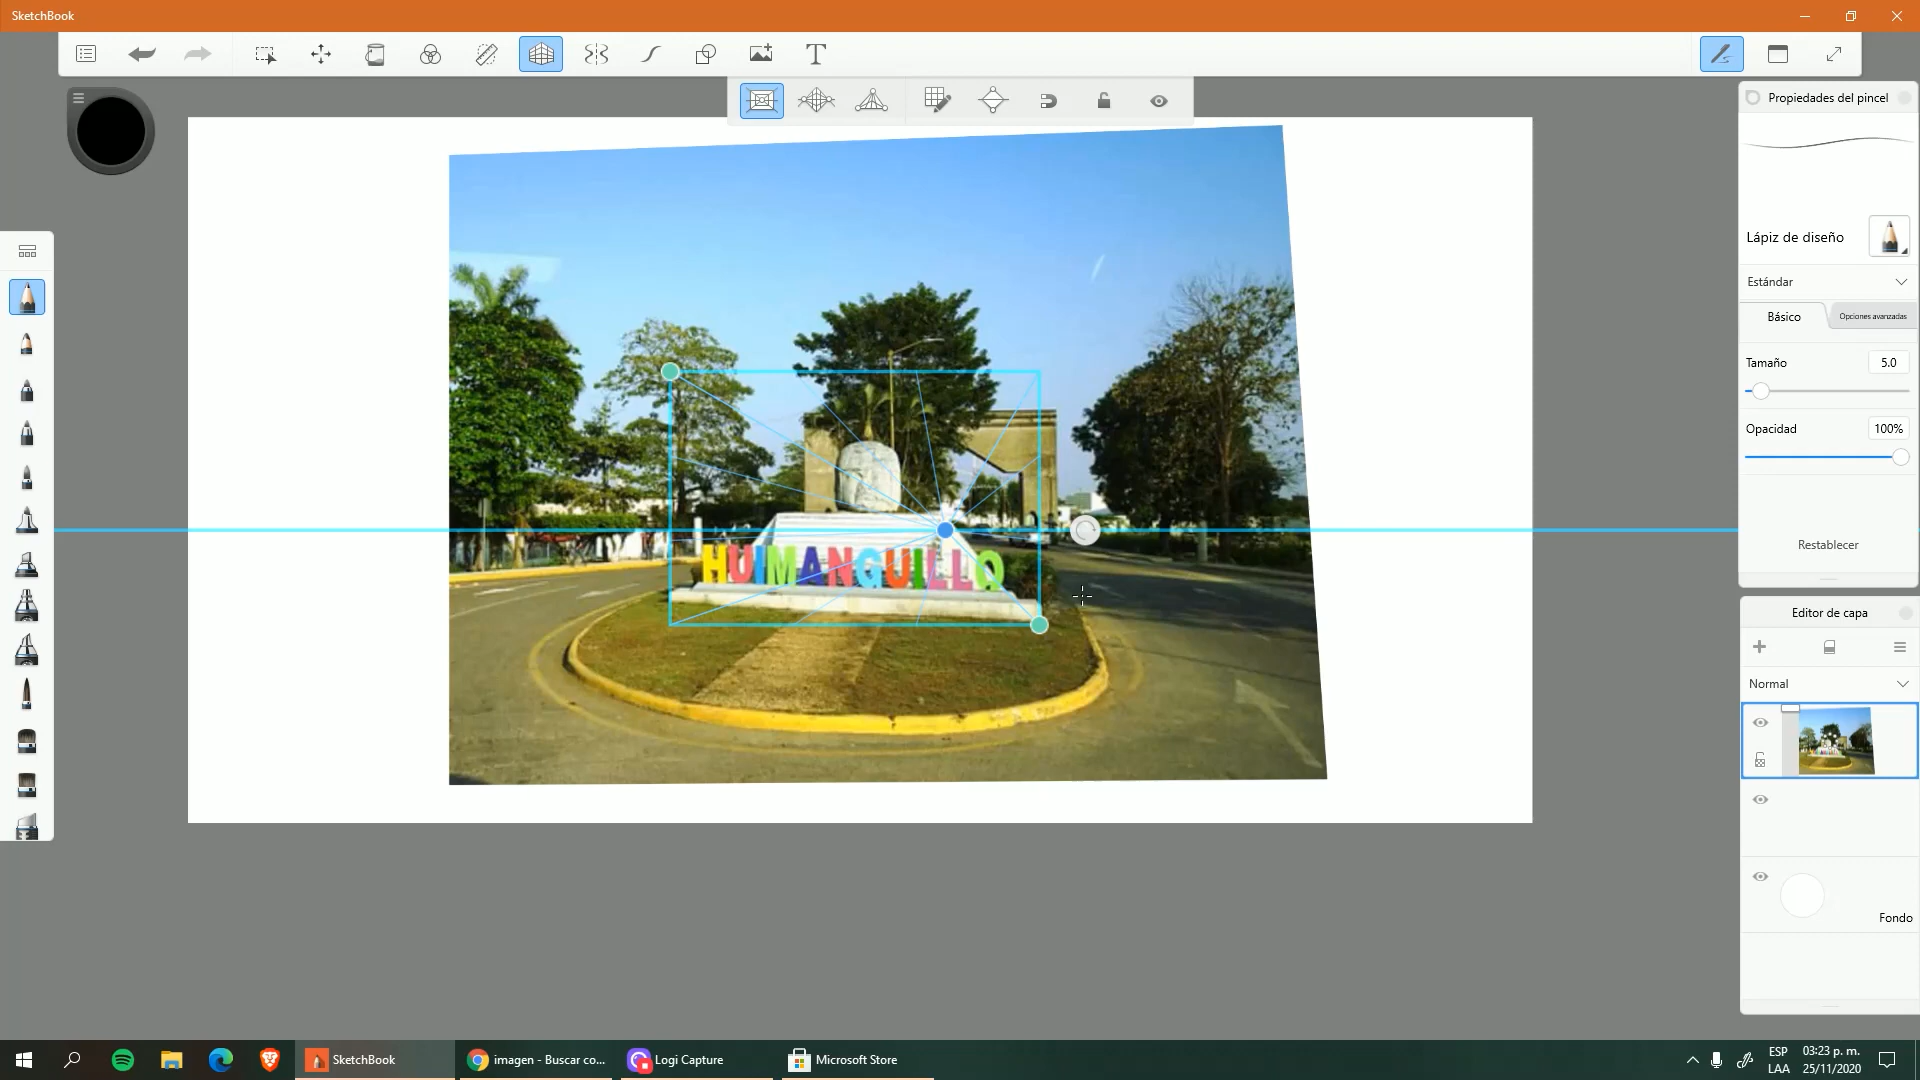 SketchBook
T
Propiedades del pincel
Lápiz de diseño
Estándar
Básico
Opciones avanzadas
Tamaño
5.0
Opacidad
100%
Restablecer
HUIMANGUILLO
Editor de capa
Normal
Fondo
SketchBook
imagen - Buscar co...
Logi Capture
Microsoft Store
ESP
LAA
03:23 p. m.
25/11/2020